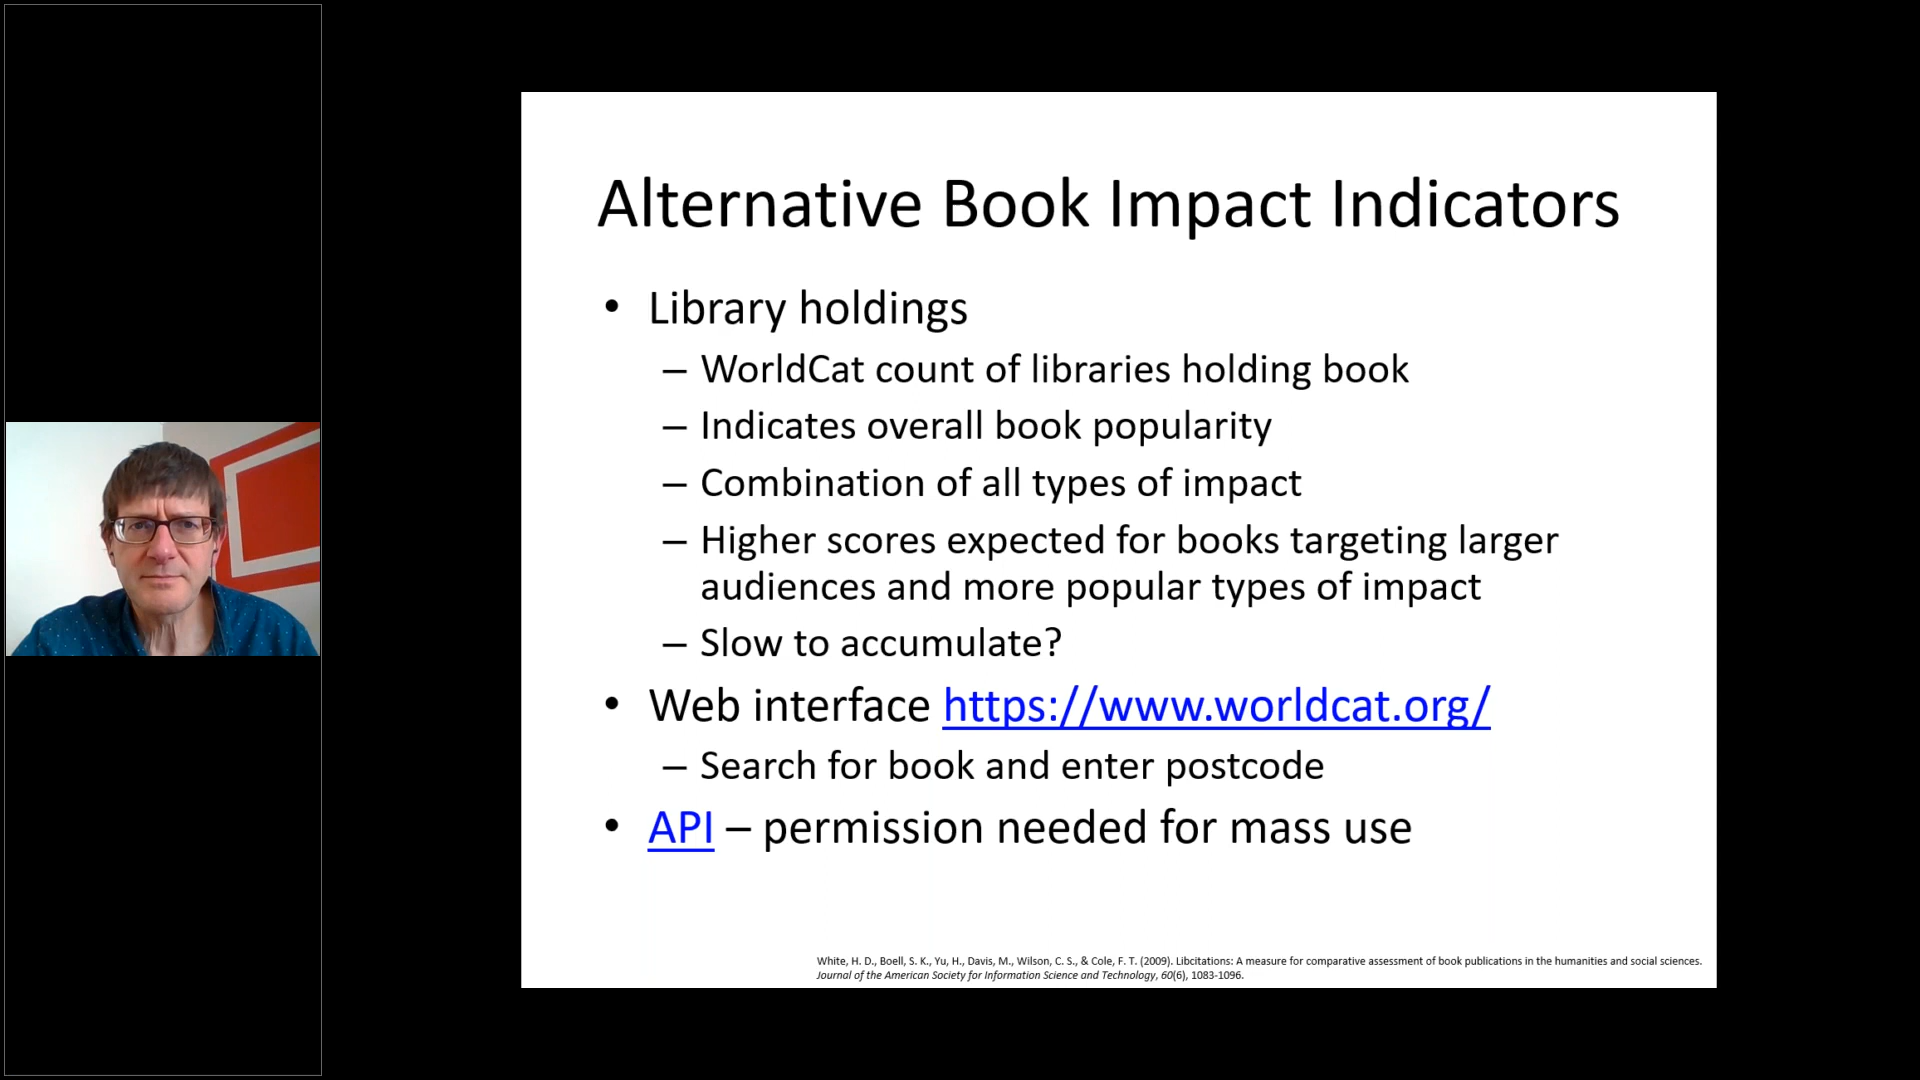 Alternative Book Impact Indicators
• Library holdings
– WorldCat count of libraries holding book
– Indicates overall book popularity
– Combination of all types of impact
– Higher scores expected for books targeting larger
audiences and more popular types of impact
– Slow to accumulate?
• Web interface https://www.worldcat.org/
– Search for book and enter postcode
• API – permission needed for mass use
White, H. D., Boell, S. K., Yu, H., Davis, M., Wilson, C. S., & Cole, F. T. (2009). Libcitations: A measure for comparative assessment of book publications in the humanities and social sciences.
Journal of the American Society for Information Science and Technology, 60(6), 1083-1096.